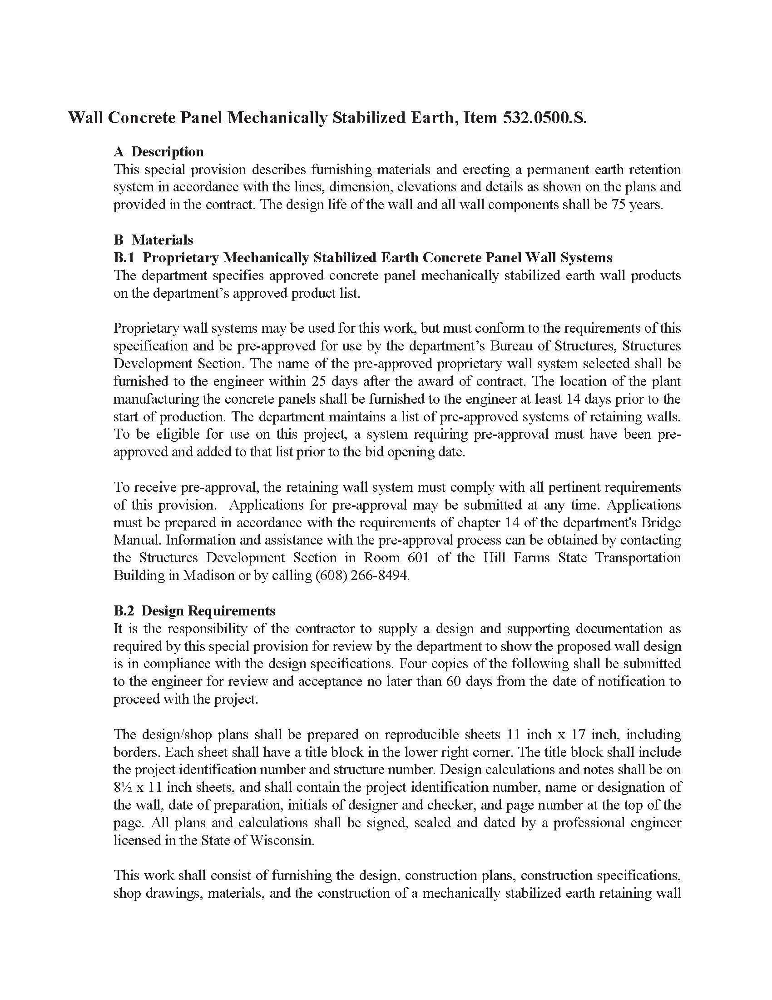 Wall Concrete Panel Mechanically Stabilized Earth, Item 532.0500.S.
A Description
This special provision describes furnishing materials and erecting a permanent earth retention
system in accordance with the lines, dimension, elevations and details as shown on the plans and
provided in the contract. The design life of the wall and all wall components shall be 75 years.
B Materials
B.1 Proprietary Mechanically Stabilized Earth Concrete Panel Wall Systems
The department specifies approved concrete panel mechanically stabilized earth wall products
on the department’s approved product list.
Proprietary wall systems may be used for this work, but must conform to the requirements of this
specification and be pre-approved for use by the department’s Bureau of Structures, Structures
Development Section. The name of the pre-approved proprietary wall system selected shall be
furnished to the engineer within 25 days after the award of contract. The location of the plant
manufacturing the concrete panels shall be furnished to the engineer at least 14 days prior to the
start of production. The department maintains a list of pre-approved systems of retaining walls.
To be eligible for use on this project, a system requiring pre-approval must have been pre-
approved and added to that list prior to the bid opening date.
To receive pre-approval, the retaining wall system must comply with all pertinent requirements
of this provision. Applications for pre-approval may be submitted at any time. Applications
must be prepared in accordance with the requirements of chapter 14 of the department's Bridge
Manual. Information and assistance with the pre-approval process can be obtained by contacting
the Structures Development Section in Room 601 of the Hill Farms State Transportation
Building in Madison or by calling (608) 266-8494.
B.2 Design Requirements
It is the responsibility of the contractor to supply a design and supporting documentation as
required by this special provision for review by the department to show the proposed wall design
is in compliance with the design specifications. Four copies of the following shall be submitted
to the engineer for review and acceptance no later than 60 days from the date of notification to
proceed with the project.
The design/shop plans shall be prepared on reproducible sheets 11 inch x 17 inch, including
borders. Each sheet shall have a title block in the lower right corner. The title block shall include
the project identification number and structure number. Design calculations and notes shall be on
8½ x 11 inch sheets, and shall contain the project identification number, name or designation of
the wall, date of preparation, initials of designer and checker, and page number at the top of the
page. All plans and calculations shall be signed, sealed and dated by a professional engineer
licensed in the State of Wisconsin.
This work shall consist of furnishing the design, construction plans, construction specifications,
shop drawings, materials, and the construction of a mechanically stabilized earth retaining wall